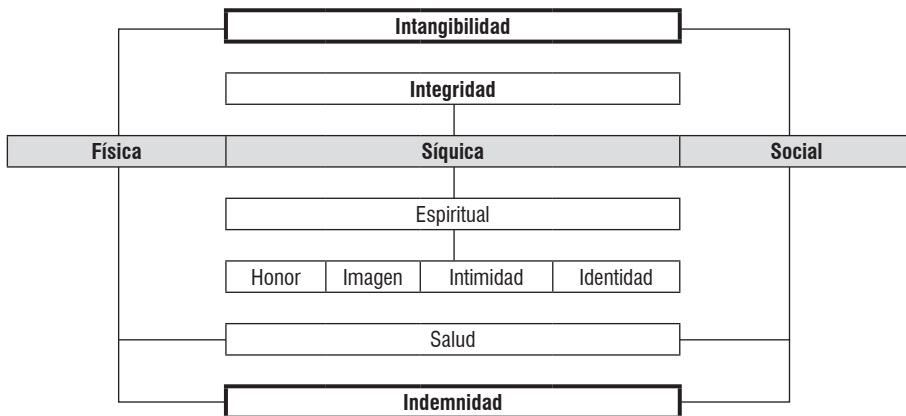 Intangibilidad
Integridad
Física Síquica Social
Espiritual
Honor Imagen Intimidad Identidad
Salud
Indemnidad